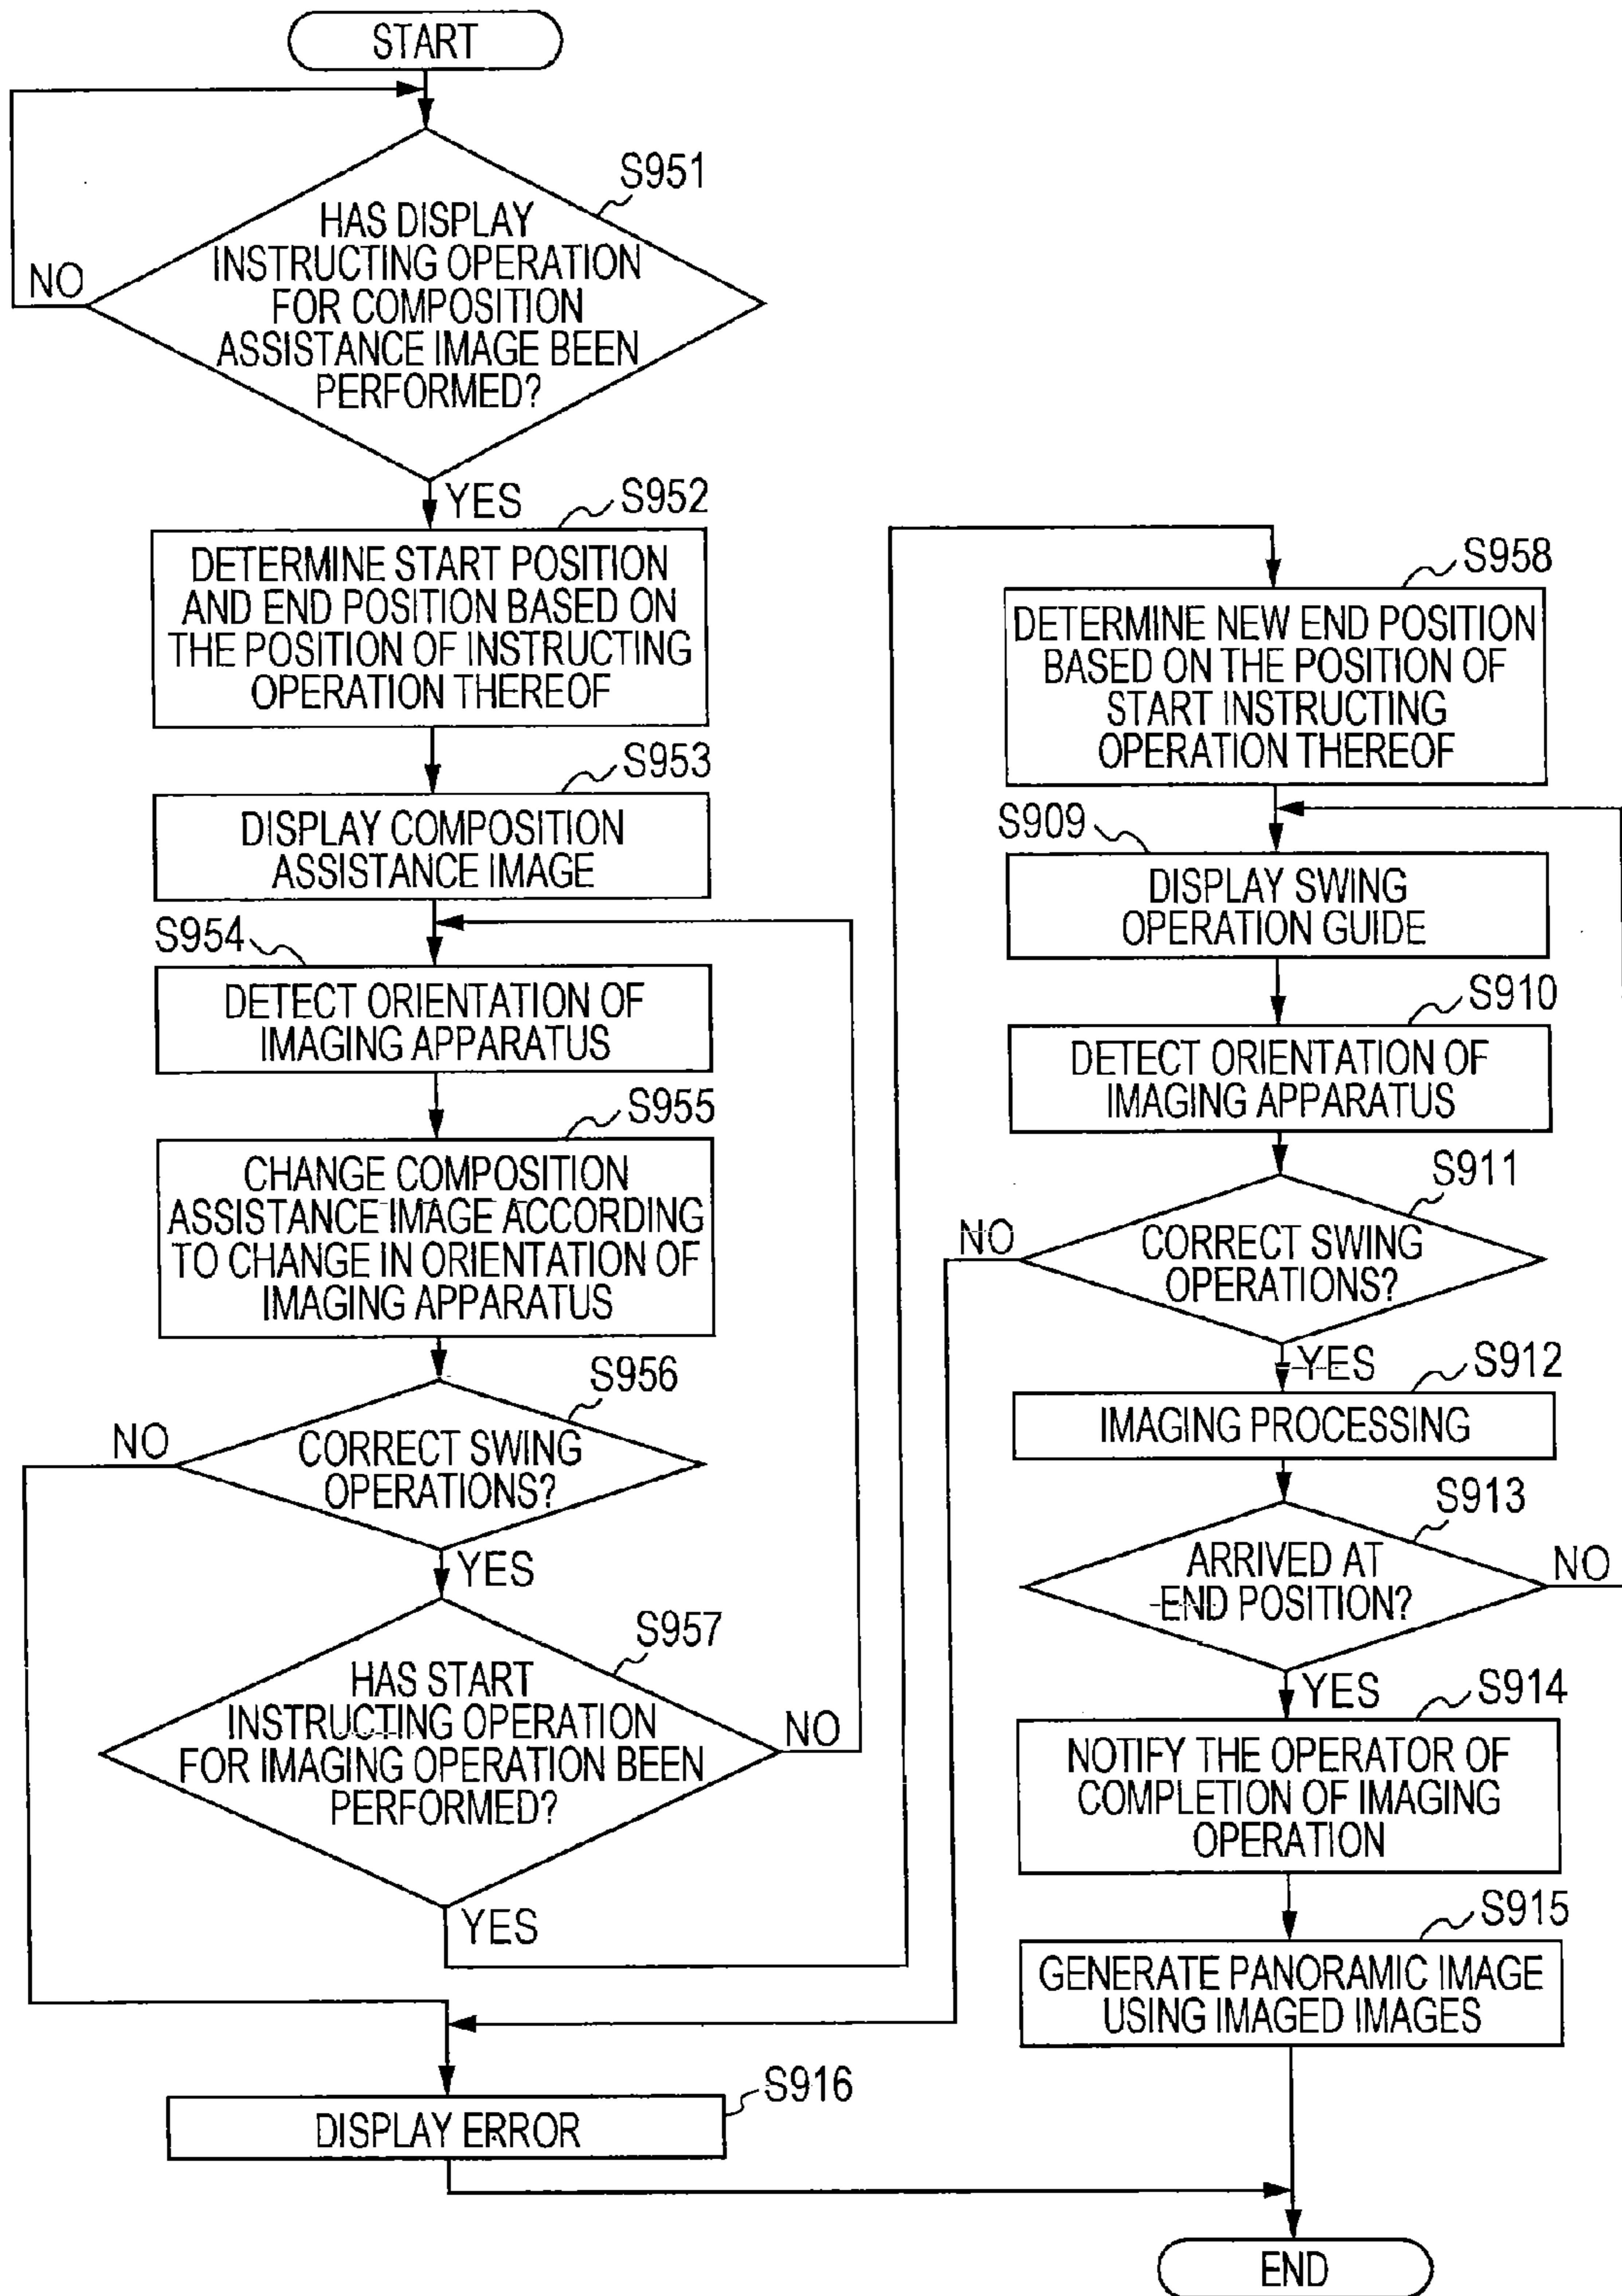 START
S951
HAS DISPLAY
INSTRUCTING OPERATION
FOR COMPOSITION
ASSISTANCE IMAGE BEEN
PERFORMED?
NO
YES
S952
DETERMINE START POSITION
AND END POSITION BASED ON
THE POSITION OF INSTRUCTING
OPERATION THEREOF
S953
DISPLAY COMPOSITION
ASSISTANCE IMAGE
S954
DETECT ORIENTATION OF
IMAGING APPARATUS
S955
CHANGE COMPOSITION
ASSISTANCE IMAGE ACCORDING
TO CHANGE IN ORIENTATION OF
IMAGING APPARATUS
S956
NO
CORRECT SWING
OPERATIONS?
YES
S957
HAS START
INSTRUCTING OPERATION
FOR IMAGING OPERATION BEEN
PERFORMED?
NO
YES
S958
DETERMINE NEW END POSITION
BASED ON THE POSITION OF
START INSTRUCTING
OPERATION THEREOF
S909
DISPLAY SWING
OPERATION GUIDE
S910
DETECT ORIENTATION OF
IMAGING APPARATUS
S911
NO
CORRECT SWING
OPERATIONS?
YES
S912
IMAGING PROCESSING
S913
ARRIVED AT
END POSITION?
NO
YES
S914
NOTIFY THE OPERATOR OF
COMPLETION OF IMAGING
OPERATION
S915
GENERATE PANORAMIC IMAGE
USING IMAGED IMAGES
S916
DISPLAY ERROR
END